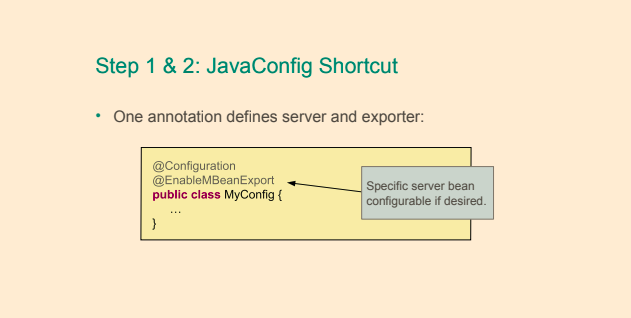 Step 1 & 2: JavaConfig Shortcut
• One annotation defines server and exporter:
@Configuration
@EnableMBeanExport
public class MyConfig {
…
}
Specific server bean
configurable if desired.